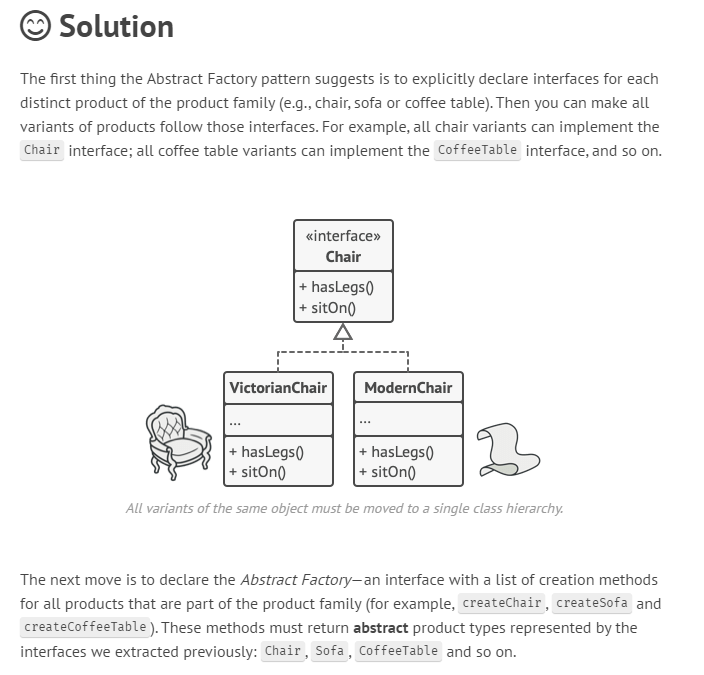 Solution
The first thing the Abstract Factory pattern suggests is to explicitly declare interfaces for each
distinct product of the product family (e.g., chair, sofa or coffee table). Then you can make all
variants of products follow those interfaces. For example, all chair variants can implement the
Chair interface; all coffee table variants can implement the CoffeeTable interface, and so on.
«interface»
Chair
+ hasLegs()
+ sitOn()
VictorianChair
...
+ hasLegs()
+ sitOn()
ModernChair
...
+ hasLegs()
+ sitOn()
All variants of the same object must be moved to a single class hierarchy.
The next move is to declare the Abstract Factory—an interface with a list of creation methods
for all products that are part of the product family (for example, createChair, createSofa and
createCoffeeTable). These methods must return abstract product types represented by the
interfaces we extracted previously: Chair, Sofa, CoffeeTable and so on.